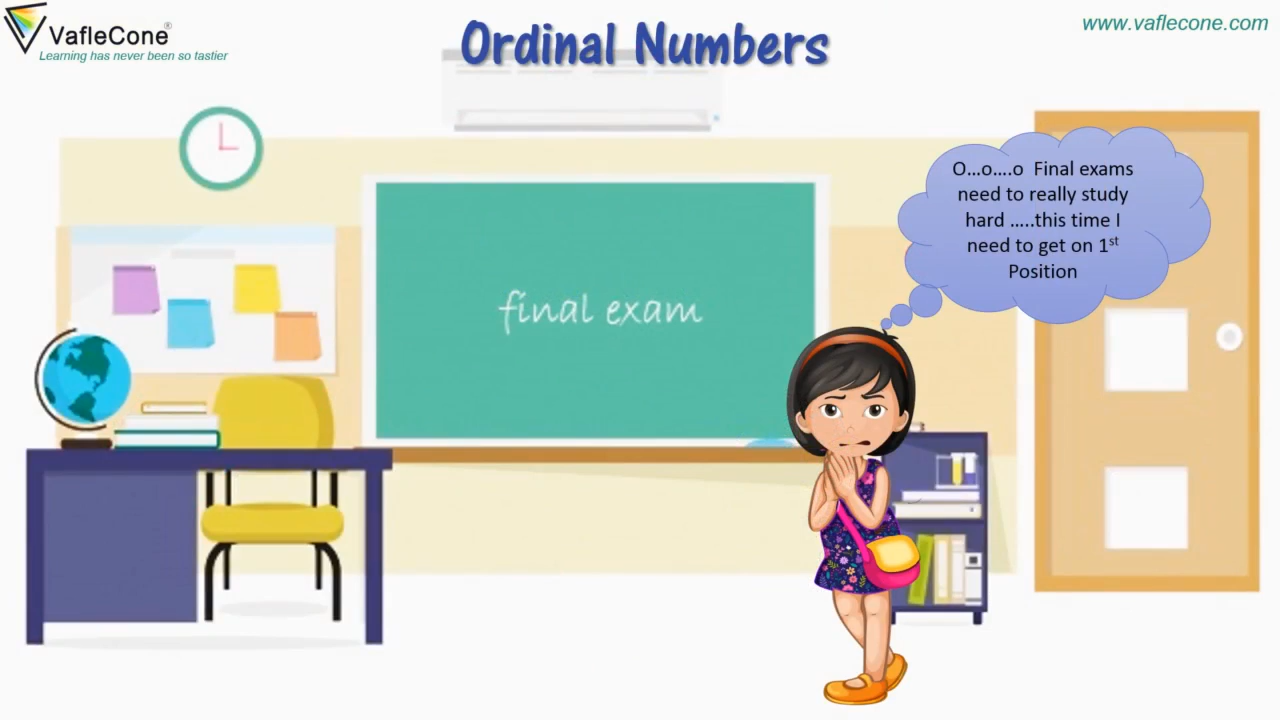 VafleCone®
Learning has never been so tastier
Ordinal Numbers
www.vaflecone.com
O...o....o Final exams
need to really study
hard .....this time I
need to get on 1st
Position
final exam